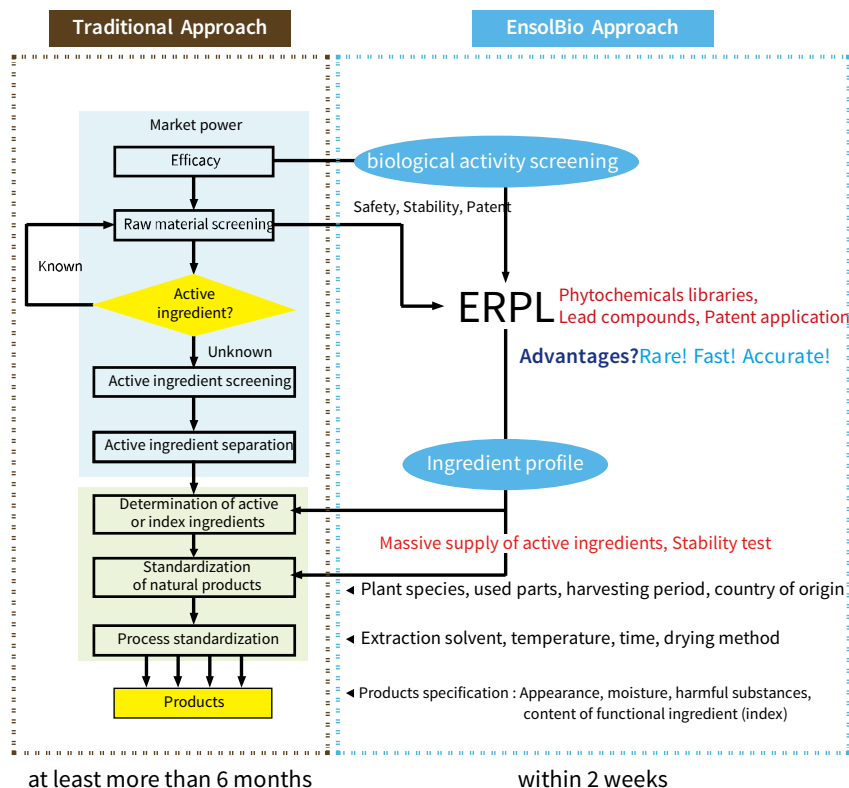 Traditional Approach
EnsolBio Approach
Market power
Efficacy
biological activity screening
Safety, Stability, Patent
Raw material screening
Known
Active
ingredient?
ERPL
Phytochemicals libraries,
Lead compounds, Patent application
Advantages?Rare! Fast! Accurate!
Unknown
Active ingredient screening
Active ingredient separation
Ingredient profile
Determination of active
or index ingredients
Massive supply of active ingredients, Stability test
Standardization
of natural products
Plant species, used parts, harvesting period, country of origin
Process standardization
Extraction solvent, temperature, time, drying method
Products
Products specification : Appearance, moisture, harmful substances,
content of functional ingredient (index)
at least more than 6 months
within 2 weeks